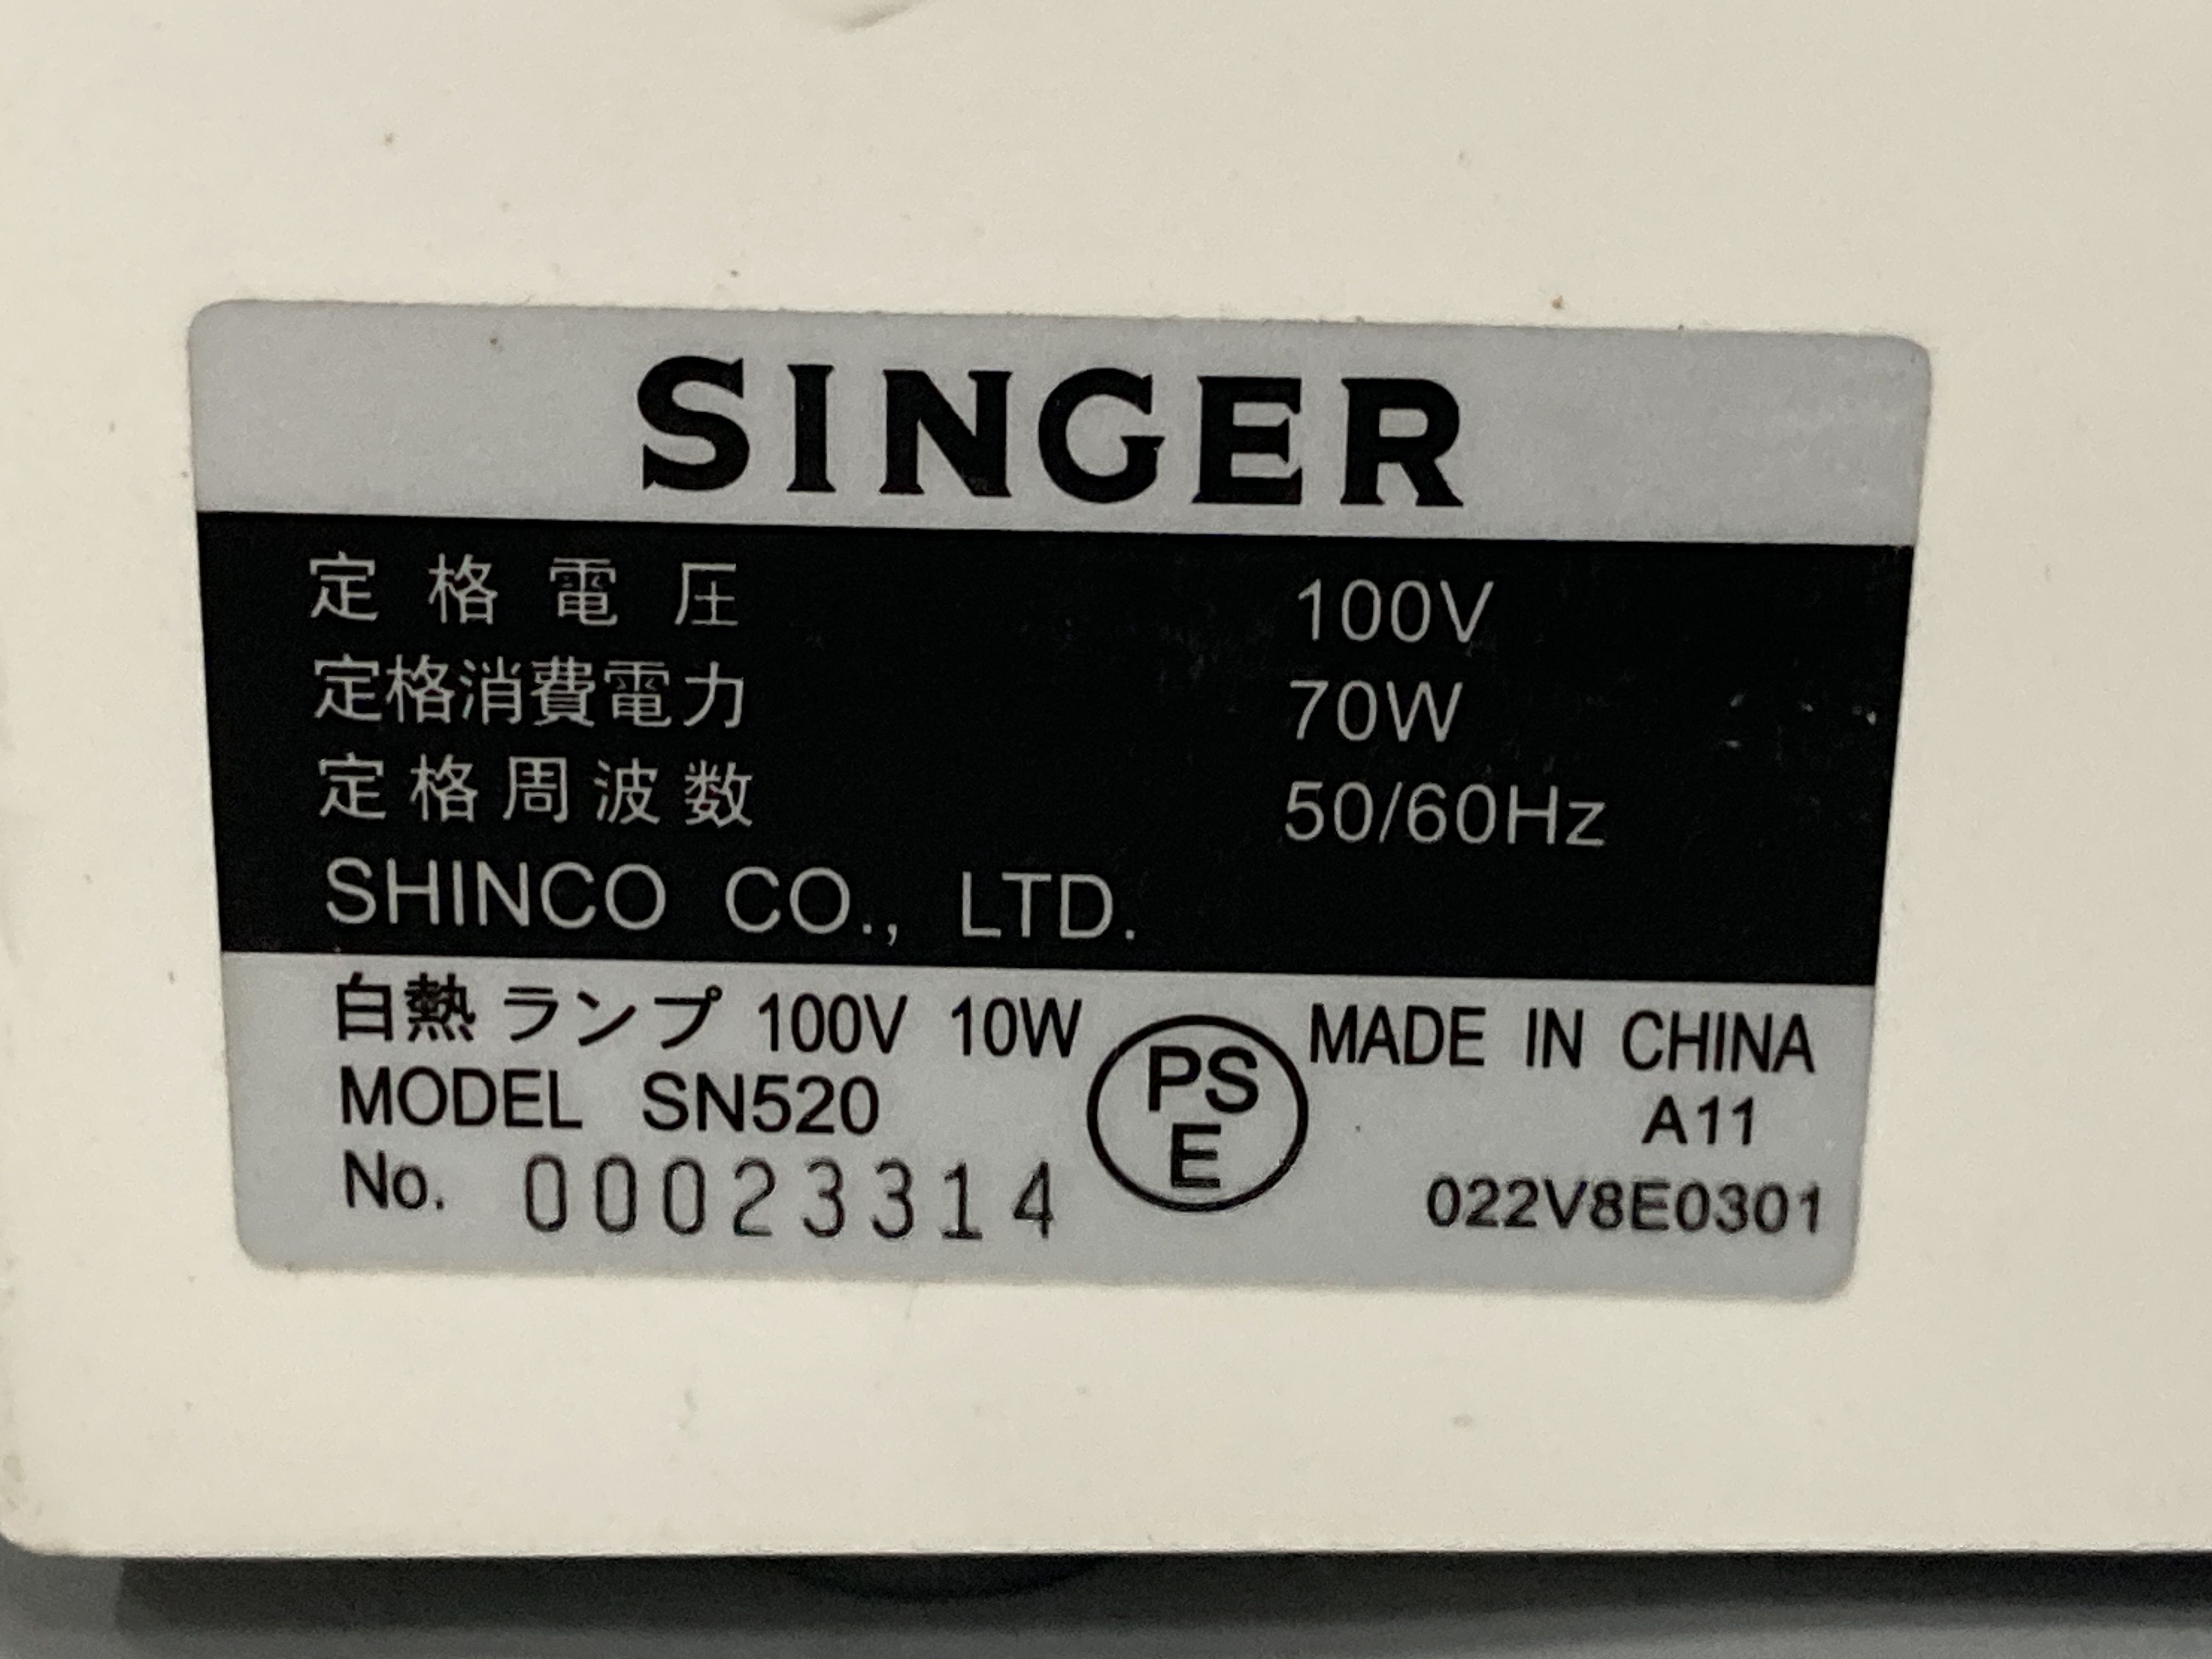 SINGER
定格電圧 100V
定格消費電力 70W
定格周波数 50/60Hz
SHINCO CO., LTD.
白熱ランプ 100V 10W
MODEL SN520
No. 00023314
PS
E
MADE IN CHINA
A11
022V8E0301